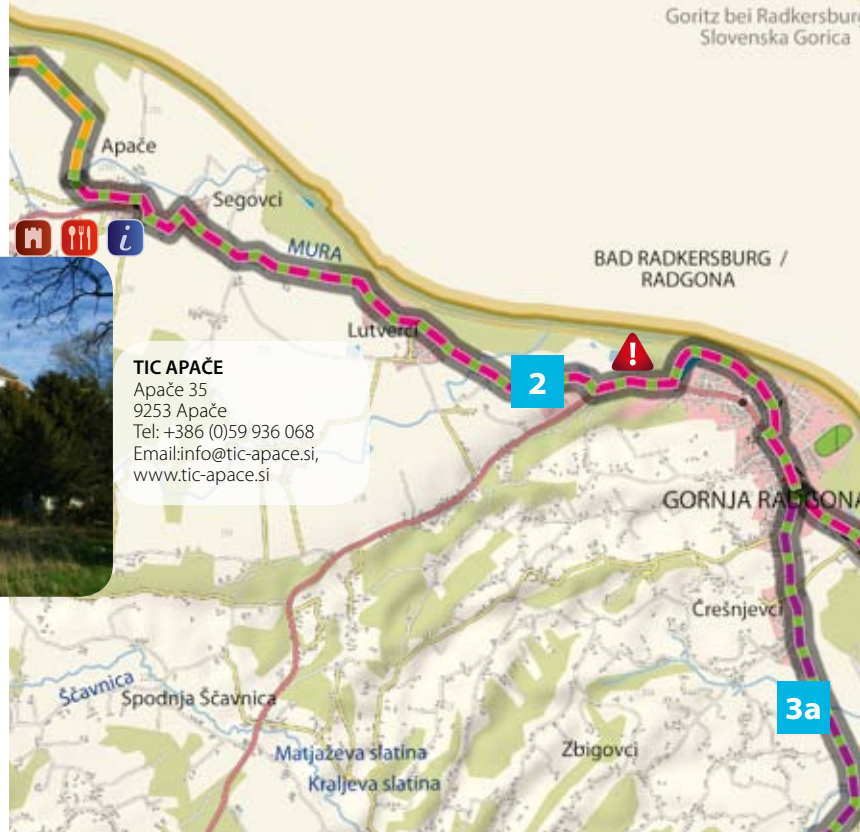 Goritz bei Radkersburg
Slovenska Gorica
Apače
Segovci
MURA
BAD RADKERSBURG /
RADGONA
i
Lutverci
!
2
TIC APAČE
Apače 35
9253 Apače
Tel: +386 (0)59 936 068
Email:info@tic-apace.si,
www.tic-apace.si
GORNJA RADGONA
Črešnjevci
Ščavnica
Spodnja Ščavnica
3a
Matjaževa slatina
Kraljeva slatina
Zbigovci